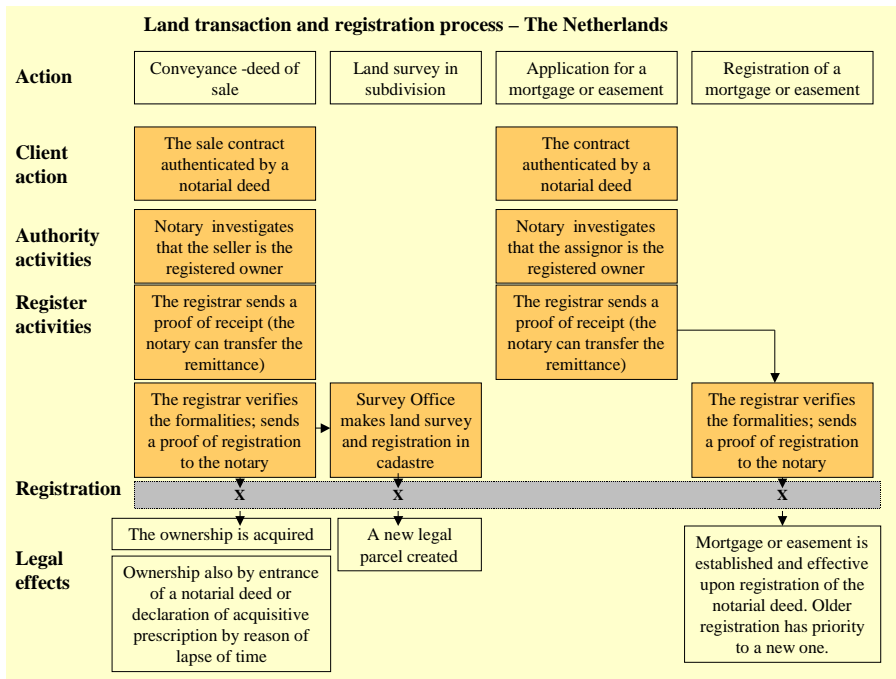 Land transaction and registration process – The Netherlands
Action
Conveyance -deed of
sale
Land survey in
subdivision
Application for a
mortgage or easement
Registration of a
mortgage or easement
Client
action
The sale contract
authenticated by a
notarial deed
The contract
authenticated by a
notarial deed
Authority
activities
Notary investigates
that the seller is the
registered owner
Notary investigates
that the assignor is the
registered owner
Register
activities
The registrar sends a
proof of receipt (the
notary can transfer the
remittance)
The registrar sends a
proof of receipt (the
notary can transfer the
remittance)
The registrar verifies
the formalities; sends
a proof of registration
to the notary
Survey Office
makes land survey
and registration in
cadastre
The registrar verifies
the formalities; sends
a proof of registration
to the notary
Registration
X
X
X
Legal
effects
The ownership is acquired
Ownership also by entrance
of a notarial deed or
declaration of acquisitive
prescription by reason of
lapse of time
A new legal
parcel created
Mortgage or easement is
established and effective
upon registration of the
notarial deed. Older
registration has priority
to a new one.